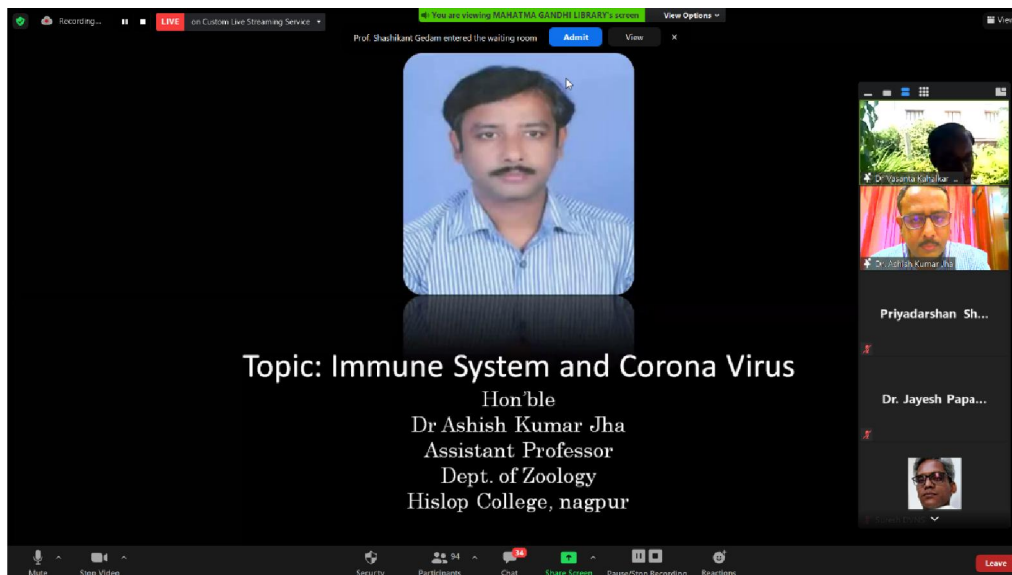 Recording...
LIVE on Custom Live Streaming Service
You are viewing MAHATMA GANDHI LIBRARY's screen
View Options
View
Prof. Shashikant Gedam entered the waiting room
Admit
View
Dr Vasanta Kahalkar ...
Dr. Ashish Kumar Jha
Priyadarshan Sh...
Dr. Jayesh Papa...
Topic: Immune System and Corona Virus
Hon'ble
Dr Ashish Kumar Jha
Assistant Professor
Dept. of Zoology
Hislop College, nagpur
Mute
Stop Video
Security
94
Participants
34
Chat
Share Screen
Pause/Stop Recording
Reactions
Leave